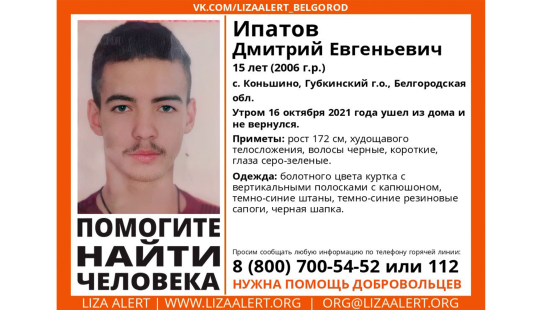 VK.COM/LIZAALERT_BELGOROD
Ипатов
Дмитрий Евгеньевич
15 лет (2006 г.р.)
с. Коньшино, Губкинский г.о., Белгородская
обл.
Утром 16 октября 2021 года ушел из дома и
не вернулся.
Приметы: рост 172 см, худощавого
телосложения, волосы черные, короткие,
глаза серо-зеленые.
Одежда: болотного цвета куртка с
вертикальными полосками с капюшоном,
темно-синие штаны, темно-синие резиновые
сапоги, черная шапка.
ПОМОГИТЕ
НАЙТИ
ЧЕЛОВЕКА
Просим сообщать любую информацию по телефону горячей линии:
8 (800) 700-54-52 или 112
НУЖНА ПОМОЩЬ ДОБРОВОЛЬЦЕВ
LIZA ALERT | WWW.LIZAALERT.ORG | ORG@LIZAALERT.ORG